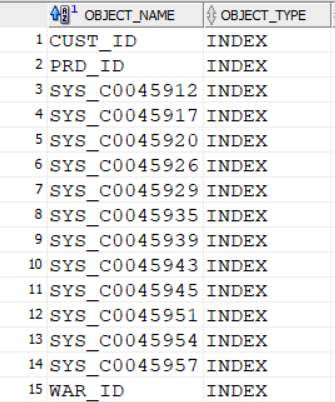 OBJECT_NAME OBJECT_TYPE
1 CUST_ID INDEX
2 PRD_ID INDEX
3 SYS_C0045912 INDEX
4 SYS_C0045917 INDEX
5 SYS_C0045920 INDEX
6 SYS_C0045926 INDEX
7 SYS_C0045929 INDEX
8 SYS_C0045935 INDEX
9 SYS_C0045939 INDEX
10 SYS_C0045943 INDEX
11 SYS_C0045945 INDEX
12 SYS_C0045951 INDEX
13 SYS_C0045954 INDEX
14 SYS_C0045957 INDEX
15 WAR_ID INDEX